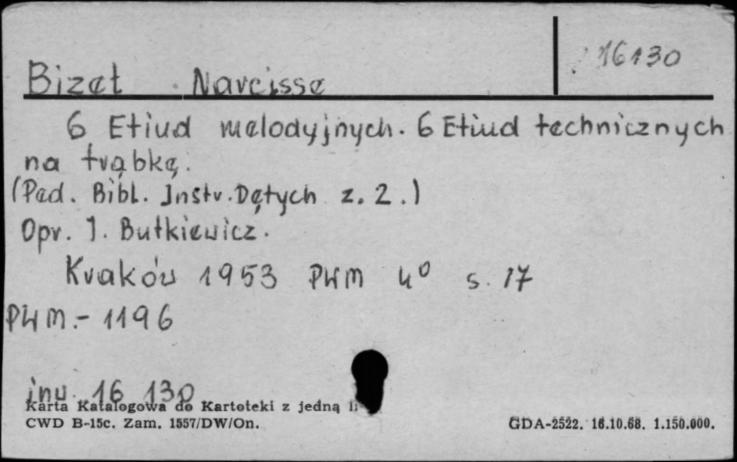 16130
Bizet Narcisse
6 Etiud melodyjnych. 6 Etiud technicznych
na trąbkę.
(Ped. Bibl. Instr. Dętych z. 2.)
Opr. J. Butkiewicz.
Kraków 1953 PWM 4⁰ s. 17
PWM.- 1196
inw. 16 130
Karta Katalogowa do Kartoteki z jedną
CWD B-15c. Zam. 1557/DW/On.
GDA-2522. 16.10.68. 1.150.000.